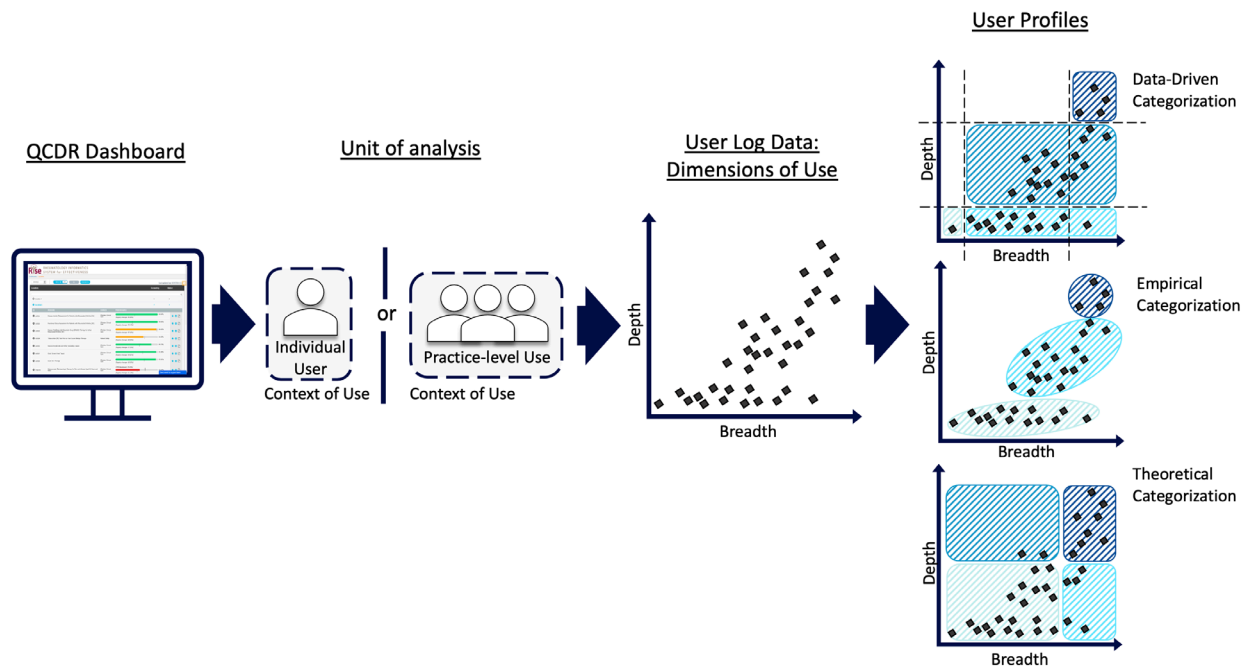 User Profiles
QCDR Dashboard
Unit of analysis
User Log Data:
Dimensions of Use
RISE
Individual
User
Context of Use
or
Practice-level Use
Context of Use
Depth
Breadth
Depth
Breadth
Data-Driven
Categorization
Depth
Breadth
Empirical
Categorization
Depth
Breadth
Theoretical
Categorization